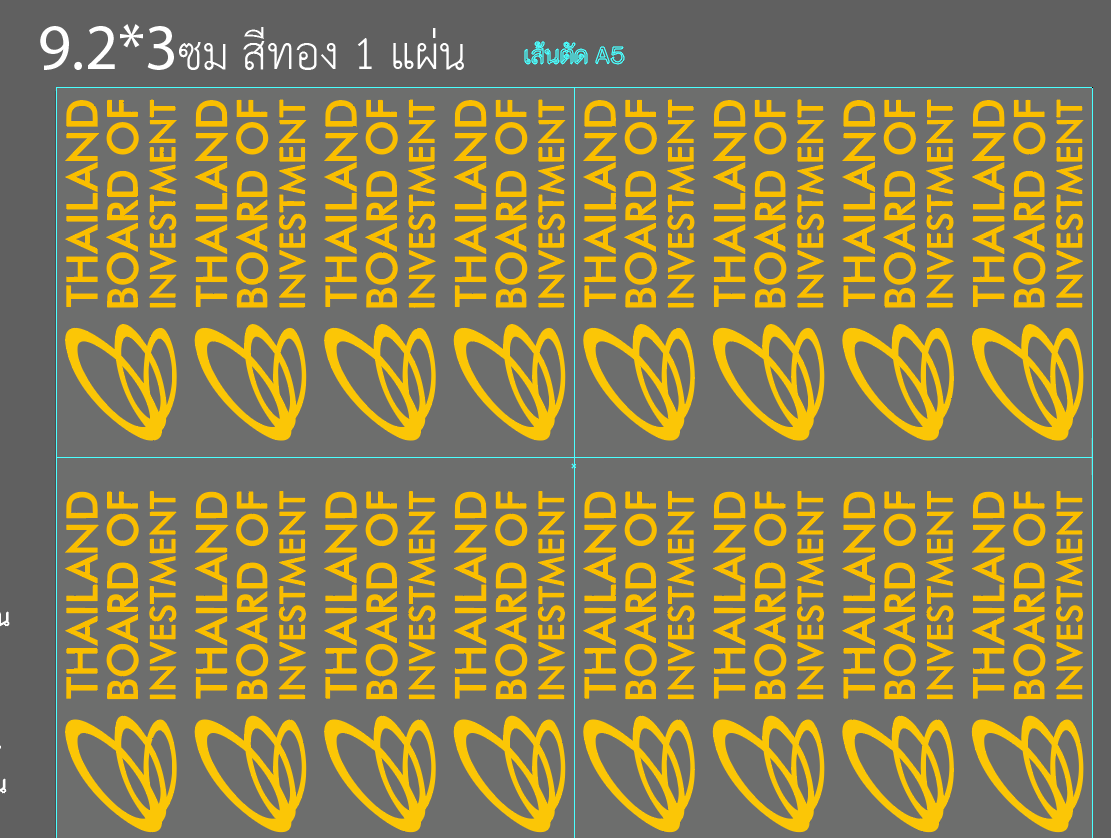 9.2*3ซม สีทอง 1 แผ่น
เส้นตัด A5
THAILAND
BOARD OF
INVESTMENT
THAILAND
BOARD OF
INVESTMENT
THAILAND
BOARD OF
INVESTMENT
THAILAND
BOARD OF
INVESTMENT
THAILAND
BOARD OF
INVESTMENT
THAILAND
BOARD OF
INVESTMENT
THAILAND
BOARD OF
INVESTMENT
THAILAND
BOARD OF
INVESTMENT
THAILAND
BOARD OF
INVESTMENT
THAILAND
BOARD OF
INVESTMENT
THAILAND
BOARD OF
INVESTMENT
THAILAND
BOARD OF
INVESTMENT
THAILAND
BOARD OF
INVESTMENT
THAILAND
BOARD OF
INVESTMENT
THAILAND
BOARD OF
INVESTMENT
THAILAND
BOARD OF
INVESTMENT